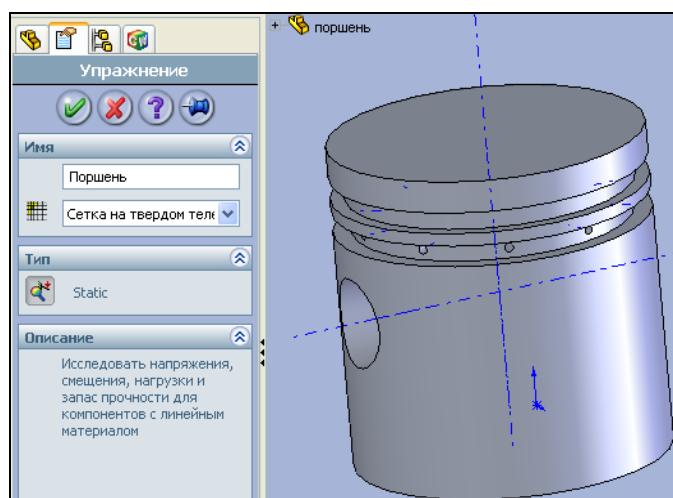 поршень
Упражнение
Имя
Поршень
Сетка на твердом теле
Тип
Static
Описание
Исследовать напряжения,
смещения, нагрузки и
запас прочности для
компонентов с линейным
материалом